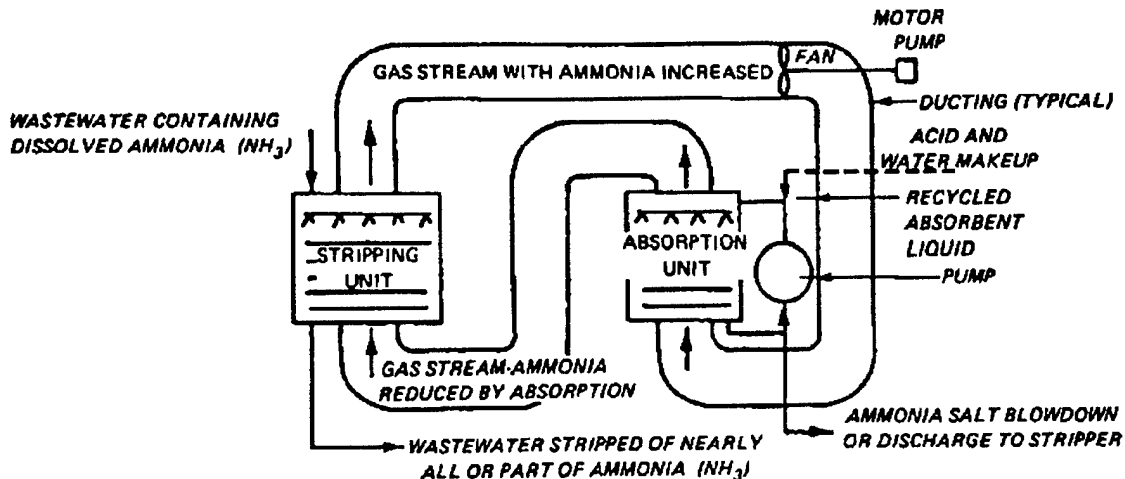 MOTOR
PUMP
FAN
GAS STREAM WITH AMMONIA INCREASED
DUCTING (TYPICAL)
WASTEWATER CONTAINING
DISSOLVED AMMONIA (NH3)
ACID AND
WATER MAKEUP
RECYCLED
ABSORBENT
LIQUID
STRIPPING
UNIT
ABSORPTION
UNIT
PUMP
GAS STREAM-AMMONIA
REDUCED BY ABSORPTION
AMMONIA SALT BLOWDOWN
OR DISCHARGE TO STRIPPER
WASTEWATER STRIPPED OF NEARLY
ALL OR PART OF AMMONIA (NH3)